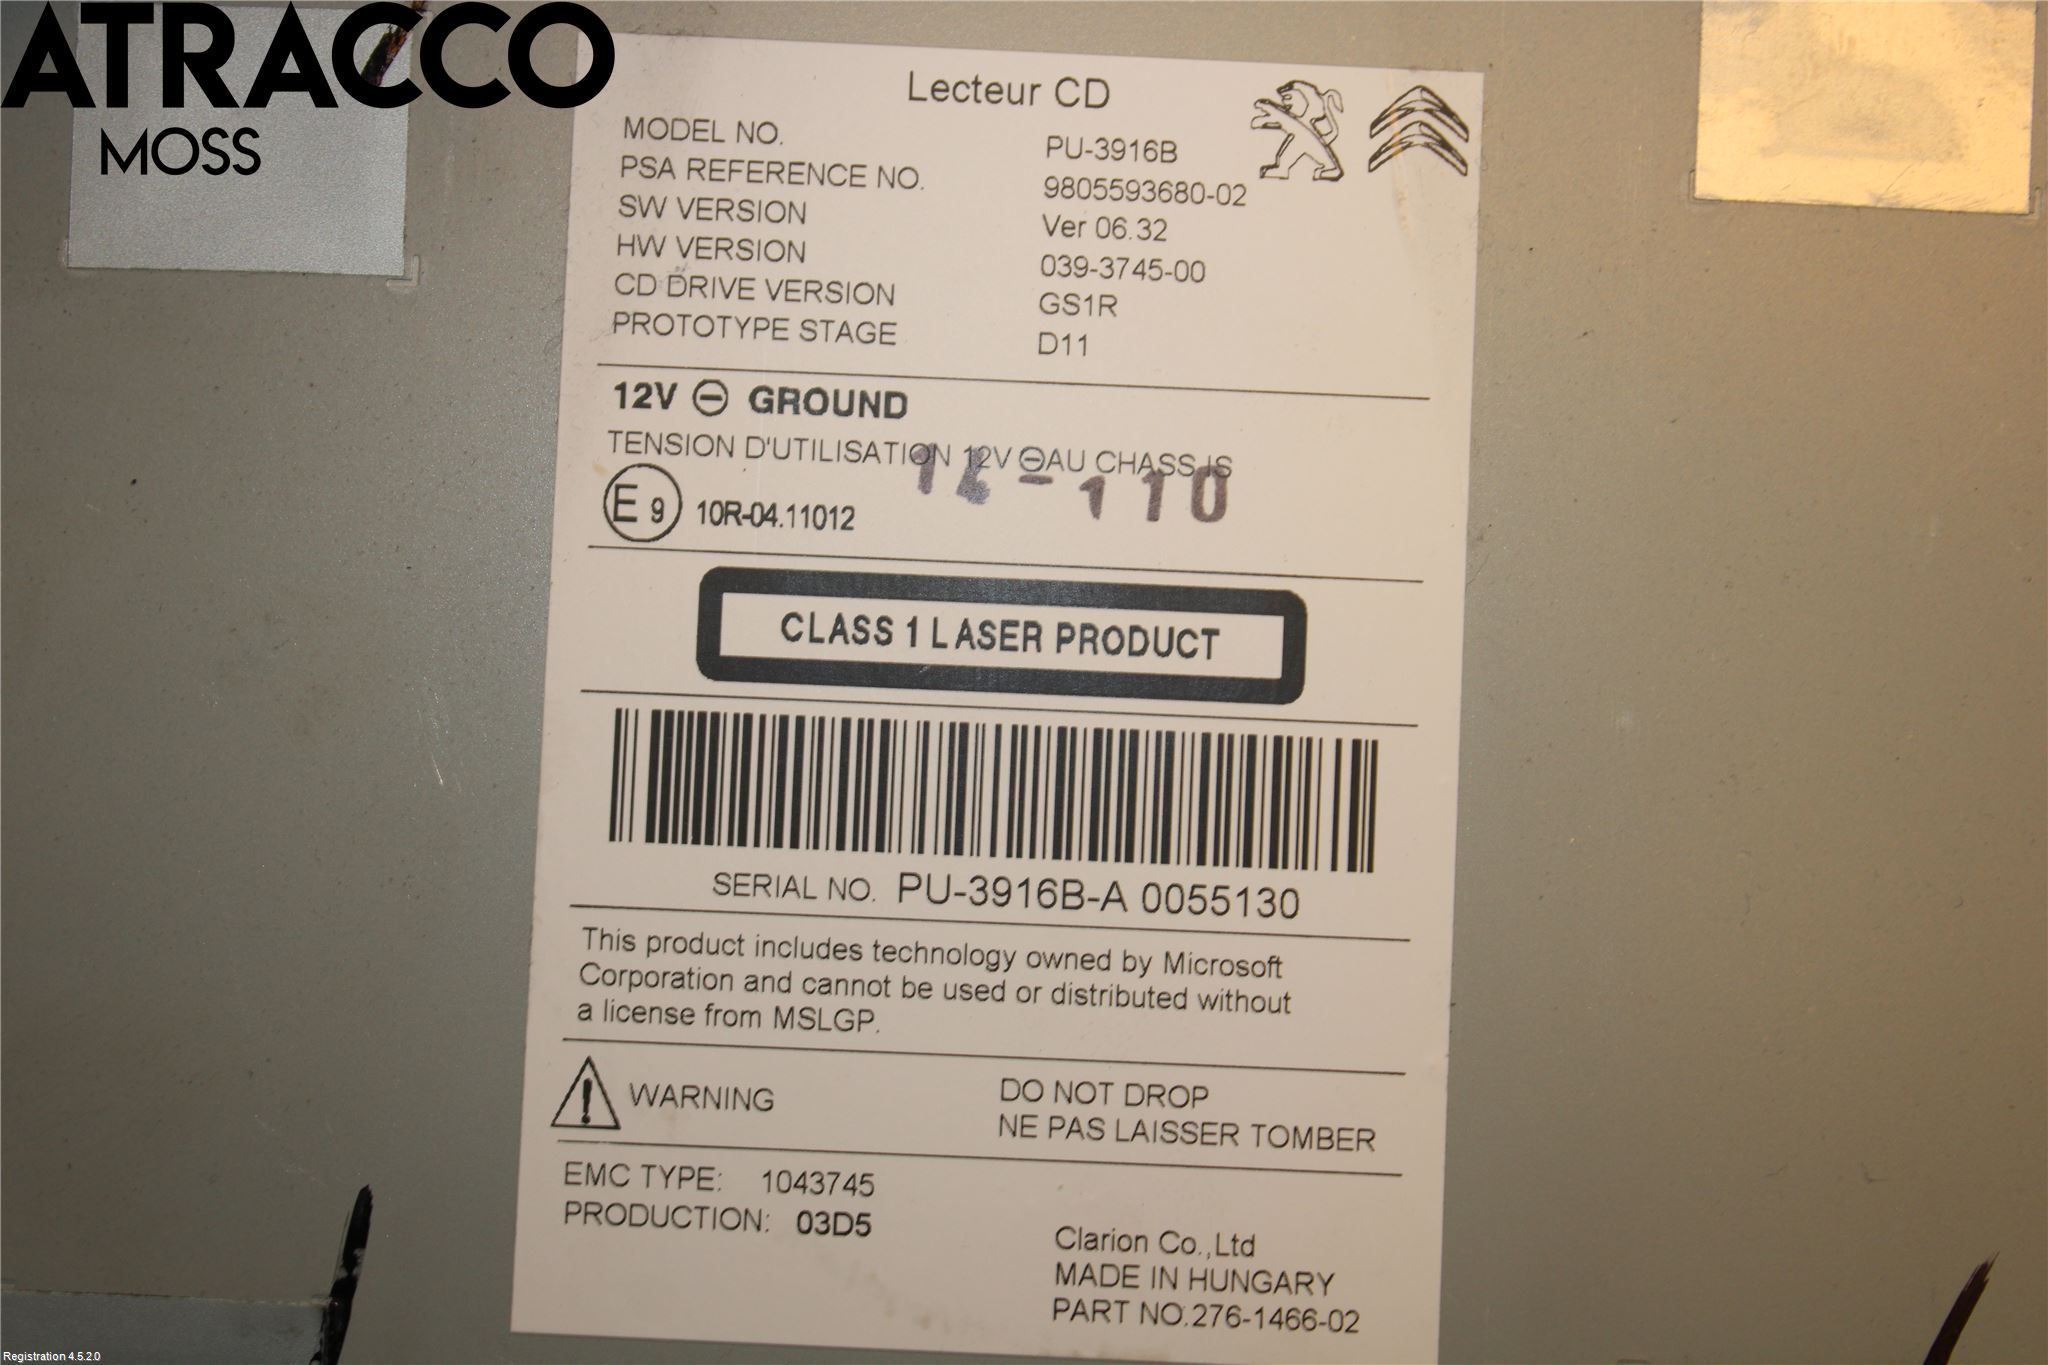 ATRACCO
MOSS
Lecteur CD
MODEL NO. PU-3916B
PSA REFERENCE NO. 9805593680-02
SW VERSION Ver 06.32
HW VERSION 039-3745-00
CD DRIVE VERSION GS1R
PROTOTYPE STAGE D11
12V ⊖ GROUND
TENSION D'UTILISATION 12V ⊖ AU CHASSIS
E 9 10R-04.11012
CLASS 1 LASER PRODUCT
SERIAL NO. PU-3916B-A 0055130
This product includes technology owned by Microsoft
Corporation and cannot be used or distributed without
a license from MSLGP.
WARNING DO NOT DROP
NE PAS LAISSER TOMBER
EMC TYPE: 1043745
PRODUCTION: 03D5
Clarion Co.,Ltd
MADE IN HUNGARY
PART NO.276-1466-02
Registration 4.5.2.0